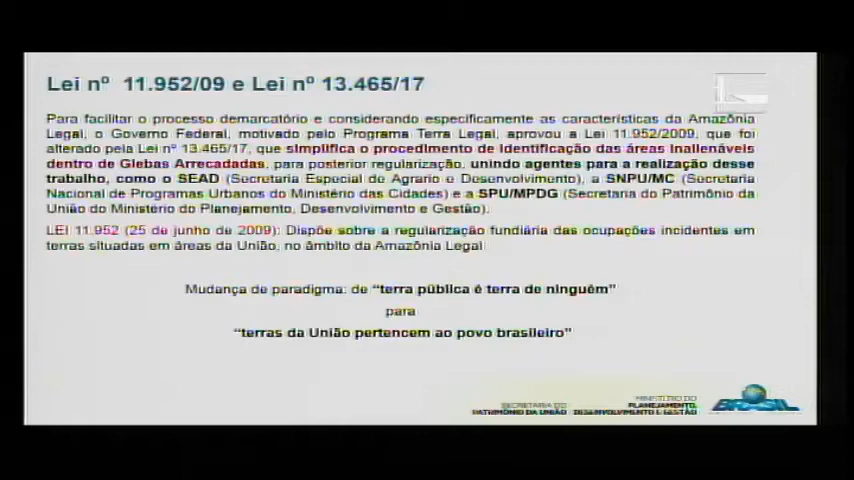 Lei nº 11.952/09 e Lei nº 13.465/17
Para facilitar o processo demarcatório e considerando especificamente as características da Amazônia
Legal, o Governo Federal, motivado pelo Programa Terra Legal, aprovou a Lei 11.952/2009, que foi
alterado pela Lei nº 13.465/17, que simplifica o procedimento de identificação das áreas inalienáveis
dentro de Glebas Arrecadadas, para posterior regularização, unindo agentes para a realização desse
trabalho, como o SEAD (Secretaria Especial de Agrario e Desenvolvimento), a SNPU/MC (Secretaria
Nacional de Programas Urbanos do Ministério das Cidades) e a SPU/MPDG (Secretaria do Patrimônio da
União do Ministério do Planejamento, Desenvolvimento e Gestão).
LEI 11.952 (25 de junho de 2009): Dispõe sobre a regularização fundiária das ocupações incidentes em
terras situadas em áreas da União, no âmbito da Amazônia Legal
Mudança de paradigma: de “terra pública é terra de ninguém”
para
“terras da União pertencem ao povo brasileiro”
SECRETARIA DO
PATRIMÔNIO DA UNIÃO
MINISTÉRIO DO
PLANEJAMENTO,
DESENVOLVIMENTO E GESTÃO
BRASIL